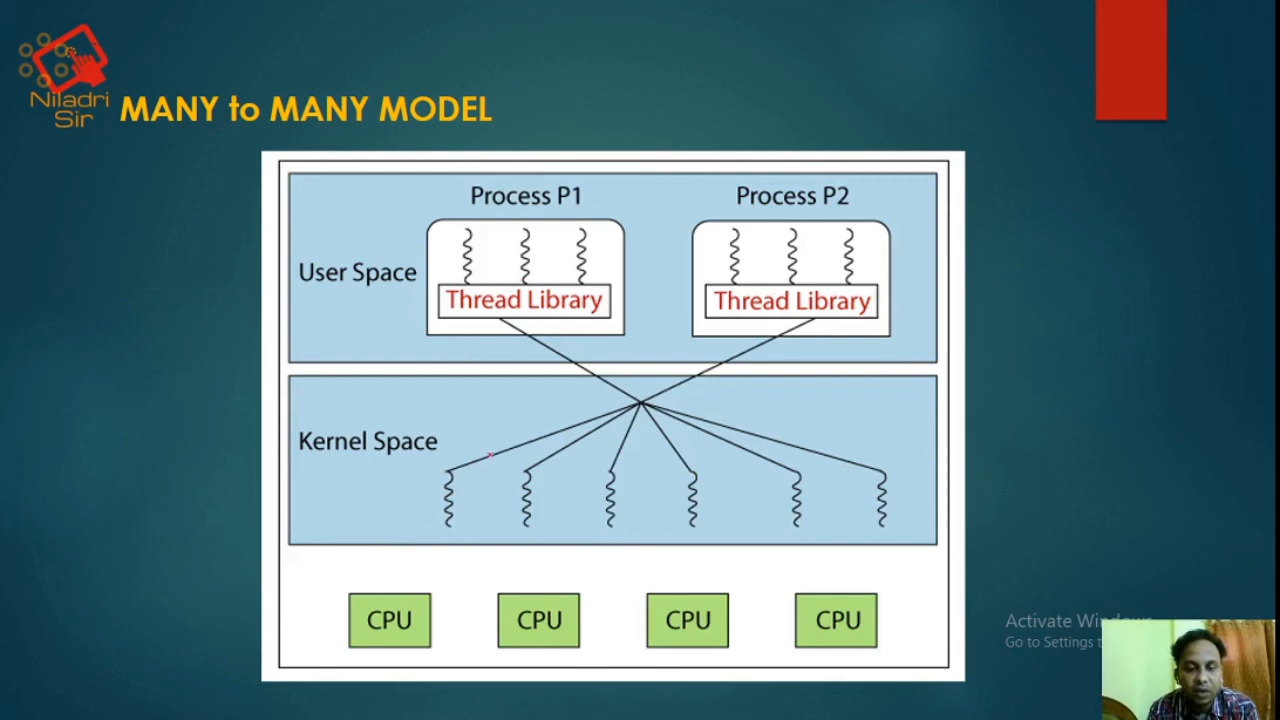 Niladri
Sir
MANY to MANY MODEL
Process P1
Process P2
User Space
Thread Library
Thread Library
Kernel Space
CPU
CPU
CPU
CPU
Activate Windows
Go to Settings t